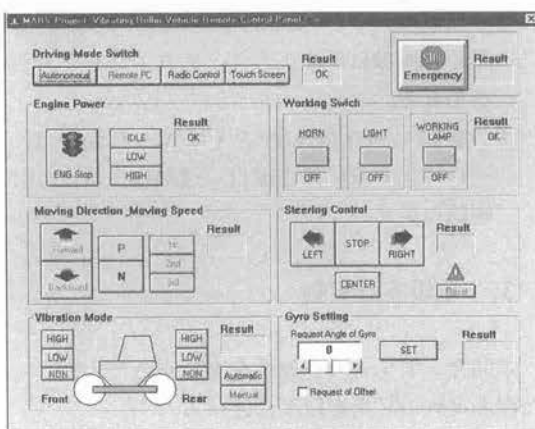 MARS Project Vibrating Roller Vehicle Remote Control Panel
Driving Mode Switch
Autonomous Remote PC Radio Control Touch Screen
Result
OK
Emergency
Result
Engine Power
ENG Stop
IDLE
LOW
HIGH
Result
OK
Working Swich
HORN
OFF
LIGHT
OFF
WORKING LAMP
OFF
Result
OK
Moving Direction ,Moving Speed
Forward
Backward
P
N
1st
2nd
3rd
Result
Steering Control
LEFT
STOP
RIGHT
CENTER
Result
Reset
Vibration Mode
HIGH
LOW
NON
Front
HIGH
LOW
NON
Rear
Result
Automatic
Manual
Gyro Setting
Request Angle of Gyro
0
SET
Request of Other
Result